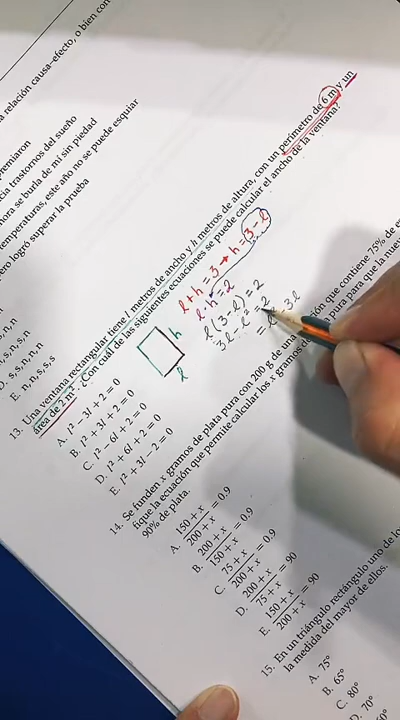 a relación causa-efecto, o bien con
premiaron
cia trastornos del sueño
hora se burla de mí sin piedad
temperaturas, este año no se puede esquiar
ero logró superar la prueba
n, n
s, s, n, n
D. s, s, n, n
E. n, n, s, s
13. Una ventana rectangular tiene l metros de ancho y h metros de altura, con un perímetro de 6 m y un
área de 2 m². ¿Con cuál de las siguientes ecuaciones se puede calcular el ancho de la ventana?
l + h = 3 → h = 3 - l
l · h = 2
l(3 - l) = 2
3l - l² = 2
- 3l
h
l
A. l² − 3l + 2 = 0
B. l² + 3l + 2 = 0
C. l² − 6l + 2 = 0
D. l² + 6l + 2 = 0
E. l² + 3l − 2 = 0
14. Se funden x gramos de plata pura con 200 g de una que contiene 75% de
fique la ecuación que permite calcular los x gramos de plata pura para que la
90% de plata.
A. 150 + x / 200 + x = 0.9
B. 200 + x / 150 + x = 0.9
C. 75 + x / 200 + x = 0.9
D. 200 + x / 75 + x = 90
E. 150 + x / 200 + x = 90
15. En un triángulo rectángulo uno de lo
la medida del mayor de ellos.
A. 75°
B. 65°
C. 80°
D. 70°